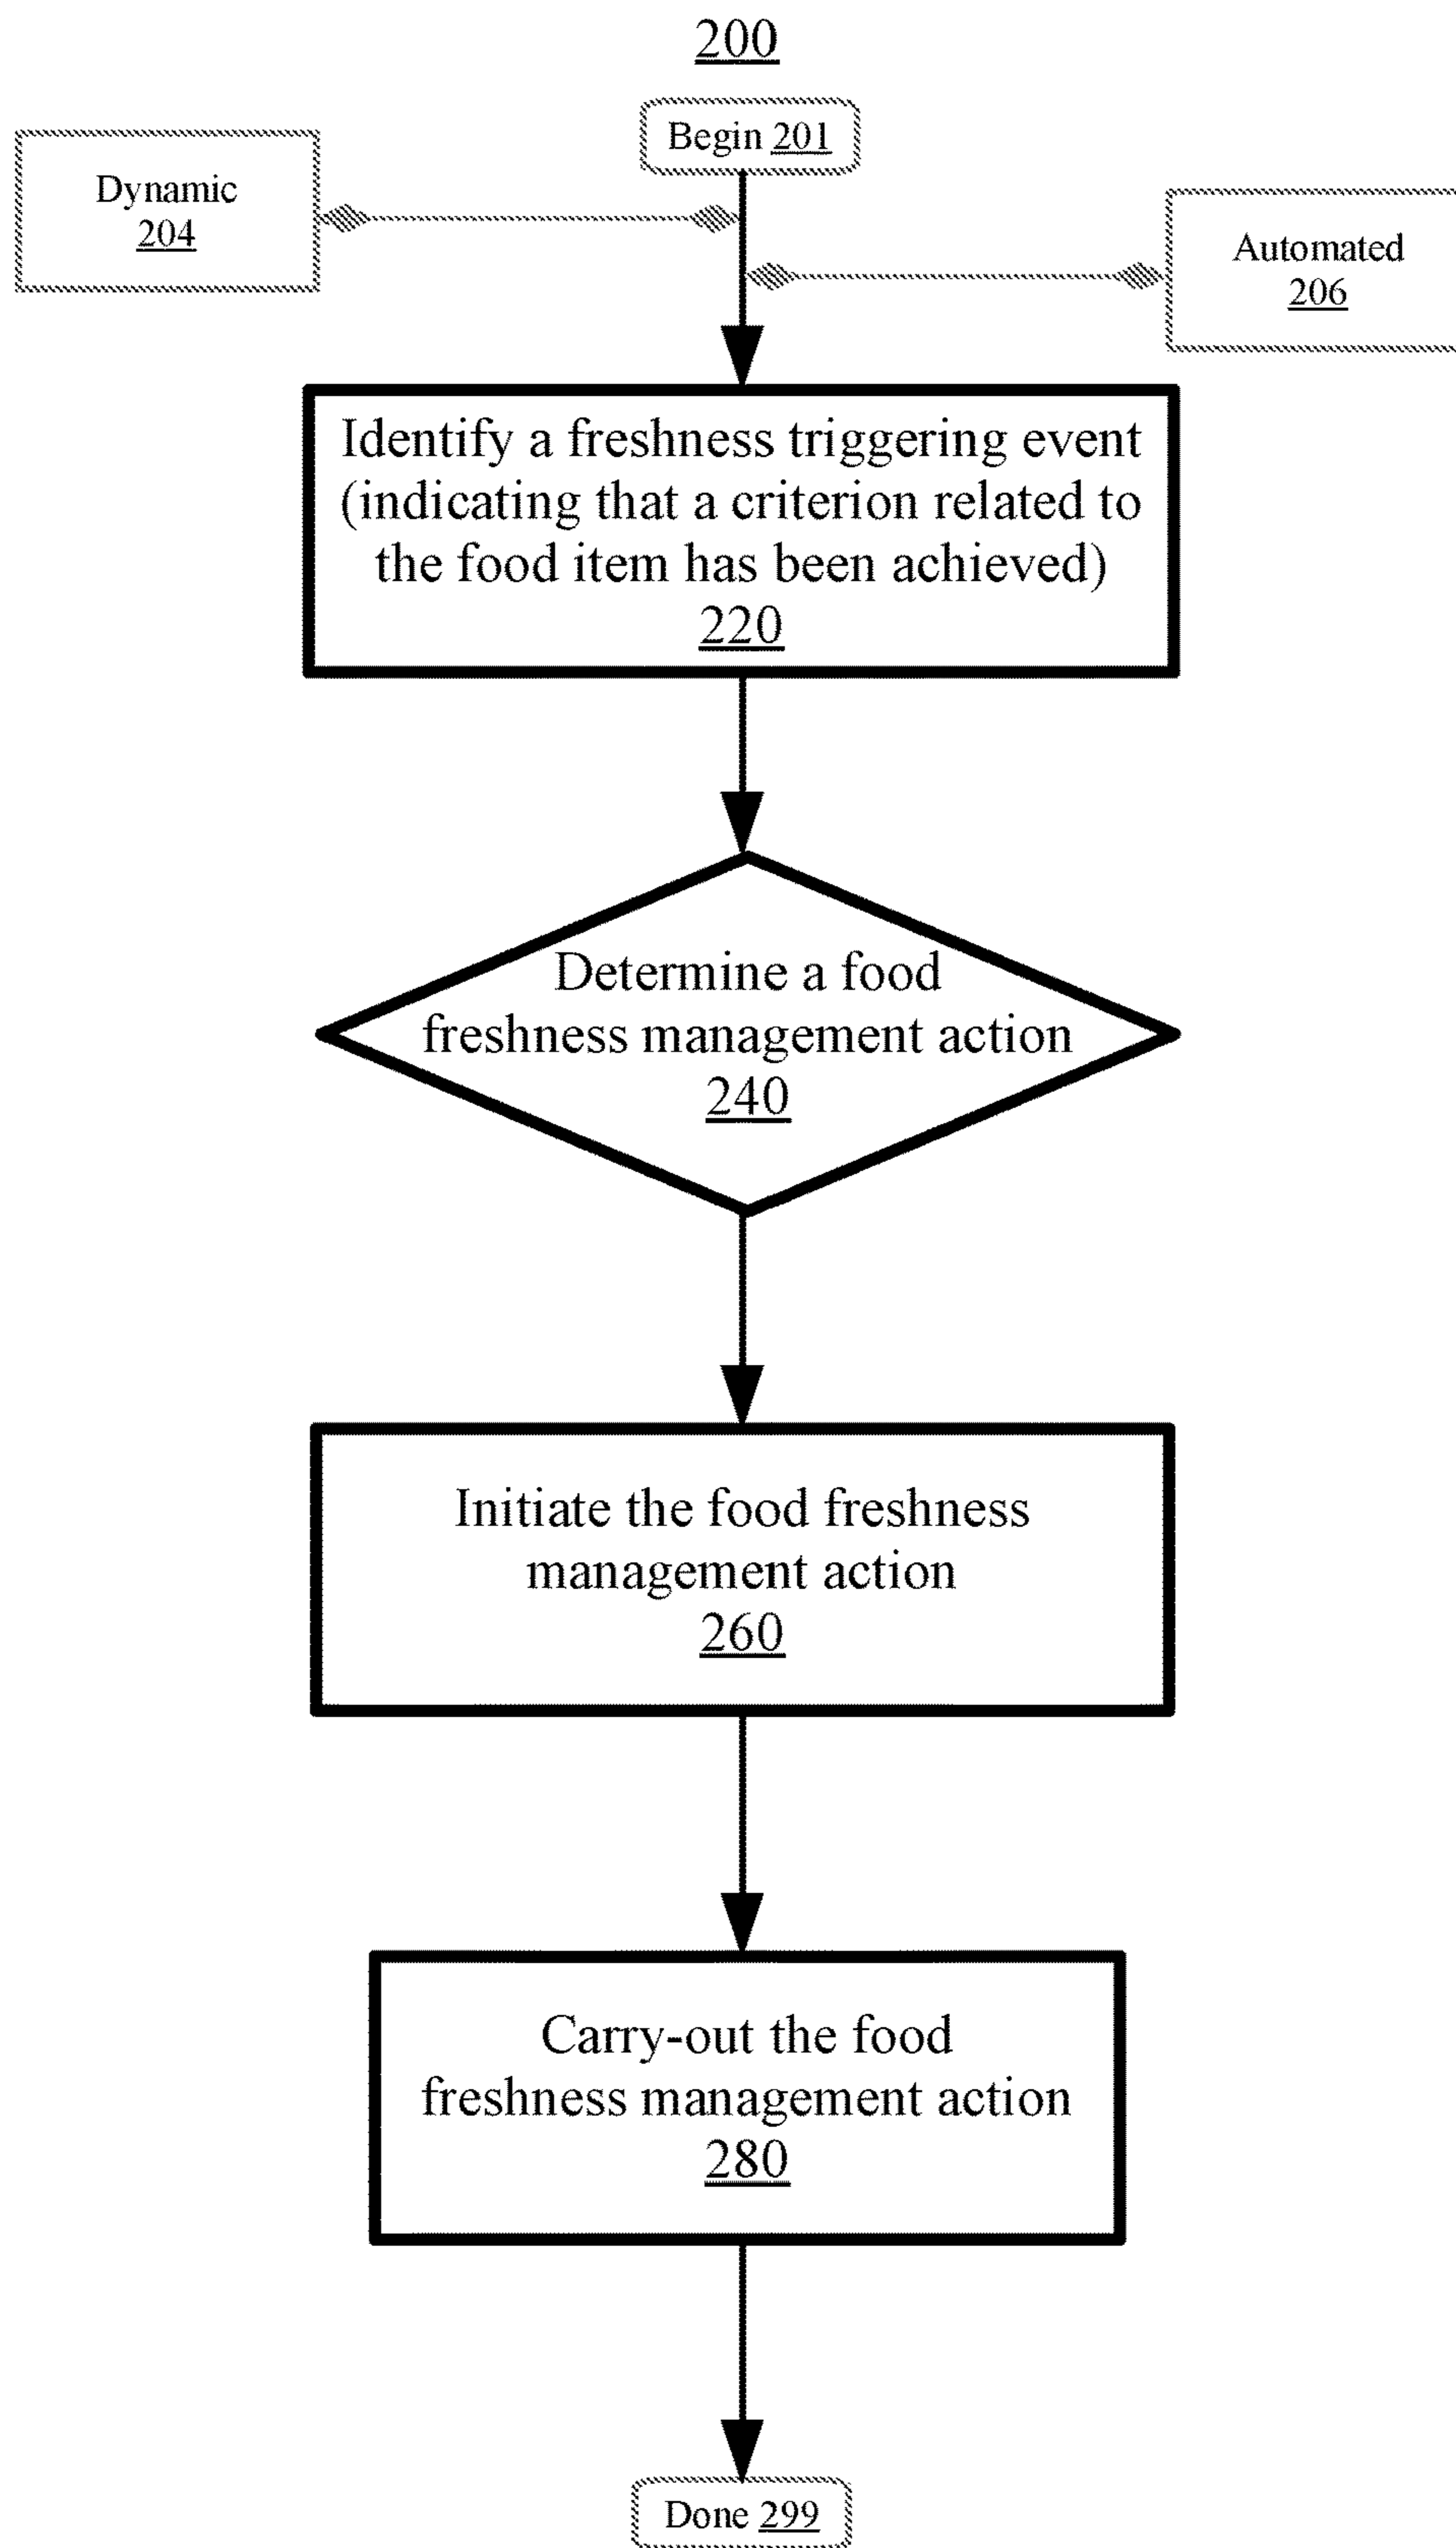 200
Begin 201
Dynamic
204
Automated
206
Identify a freshness triggering event
(indicating that a criterion related to
the food item has been achieved)
220
Determine a food
freshness management action
240
Initiate the food freshness
management action
260
Carry-out the food
freshness management action
280
Done 299